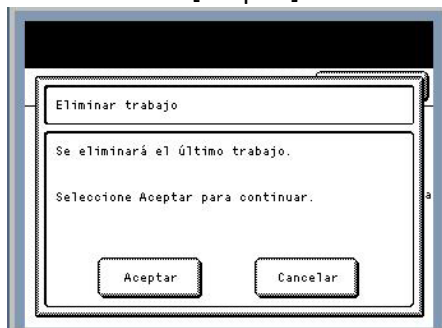 Eliminar trabajo
Se eliminará el último trabajo.
Seleccione Aceptar para continuar.
a
Aceptar Cancelar